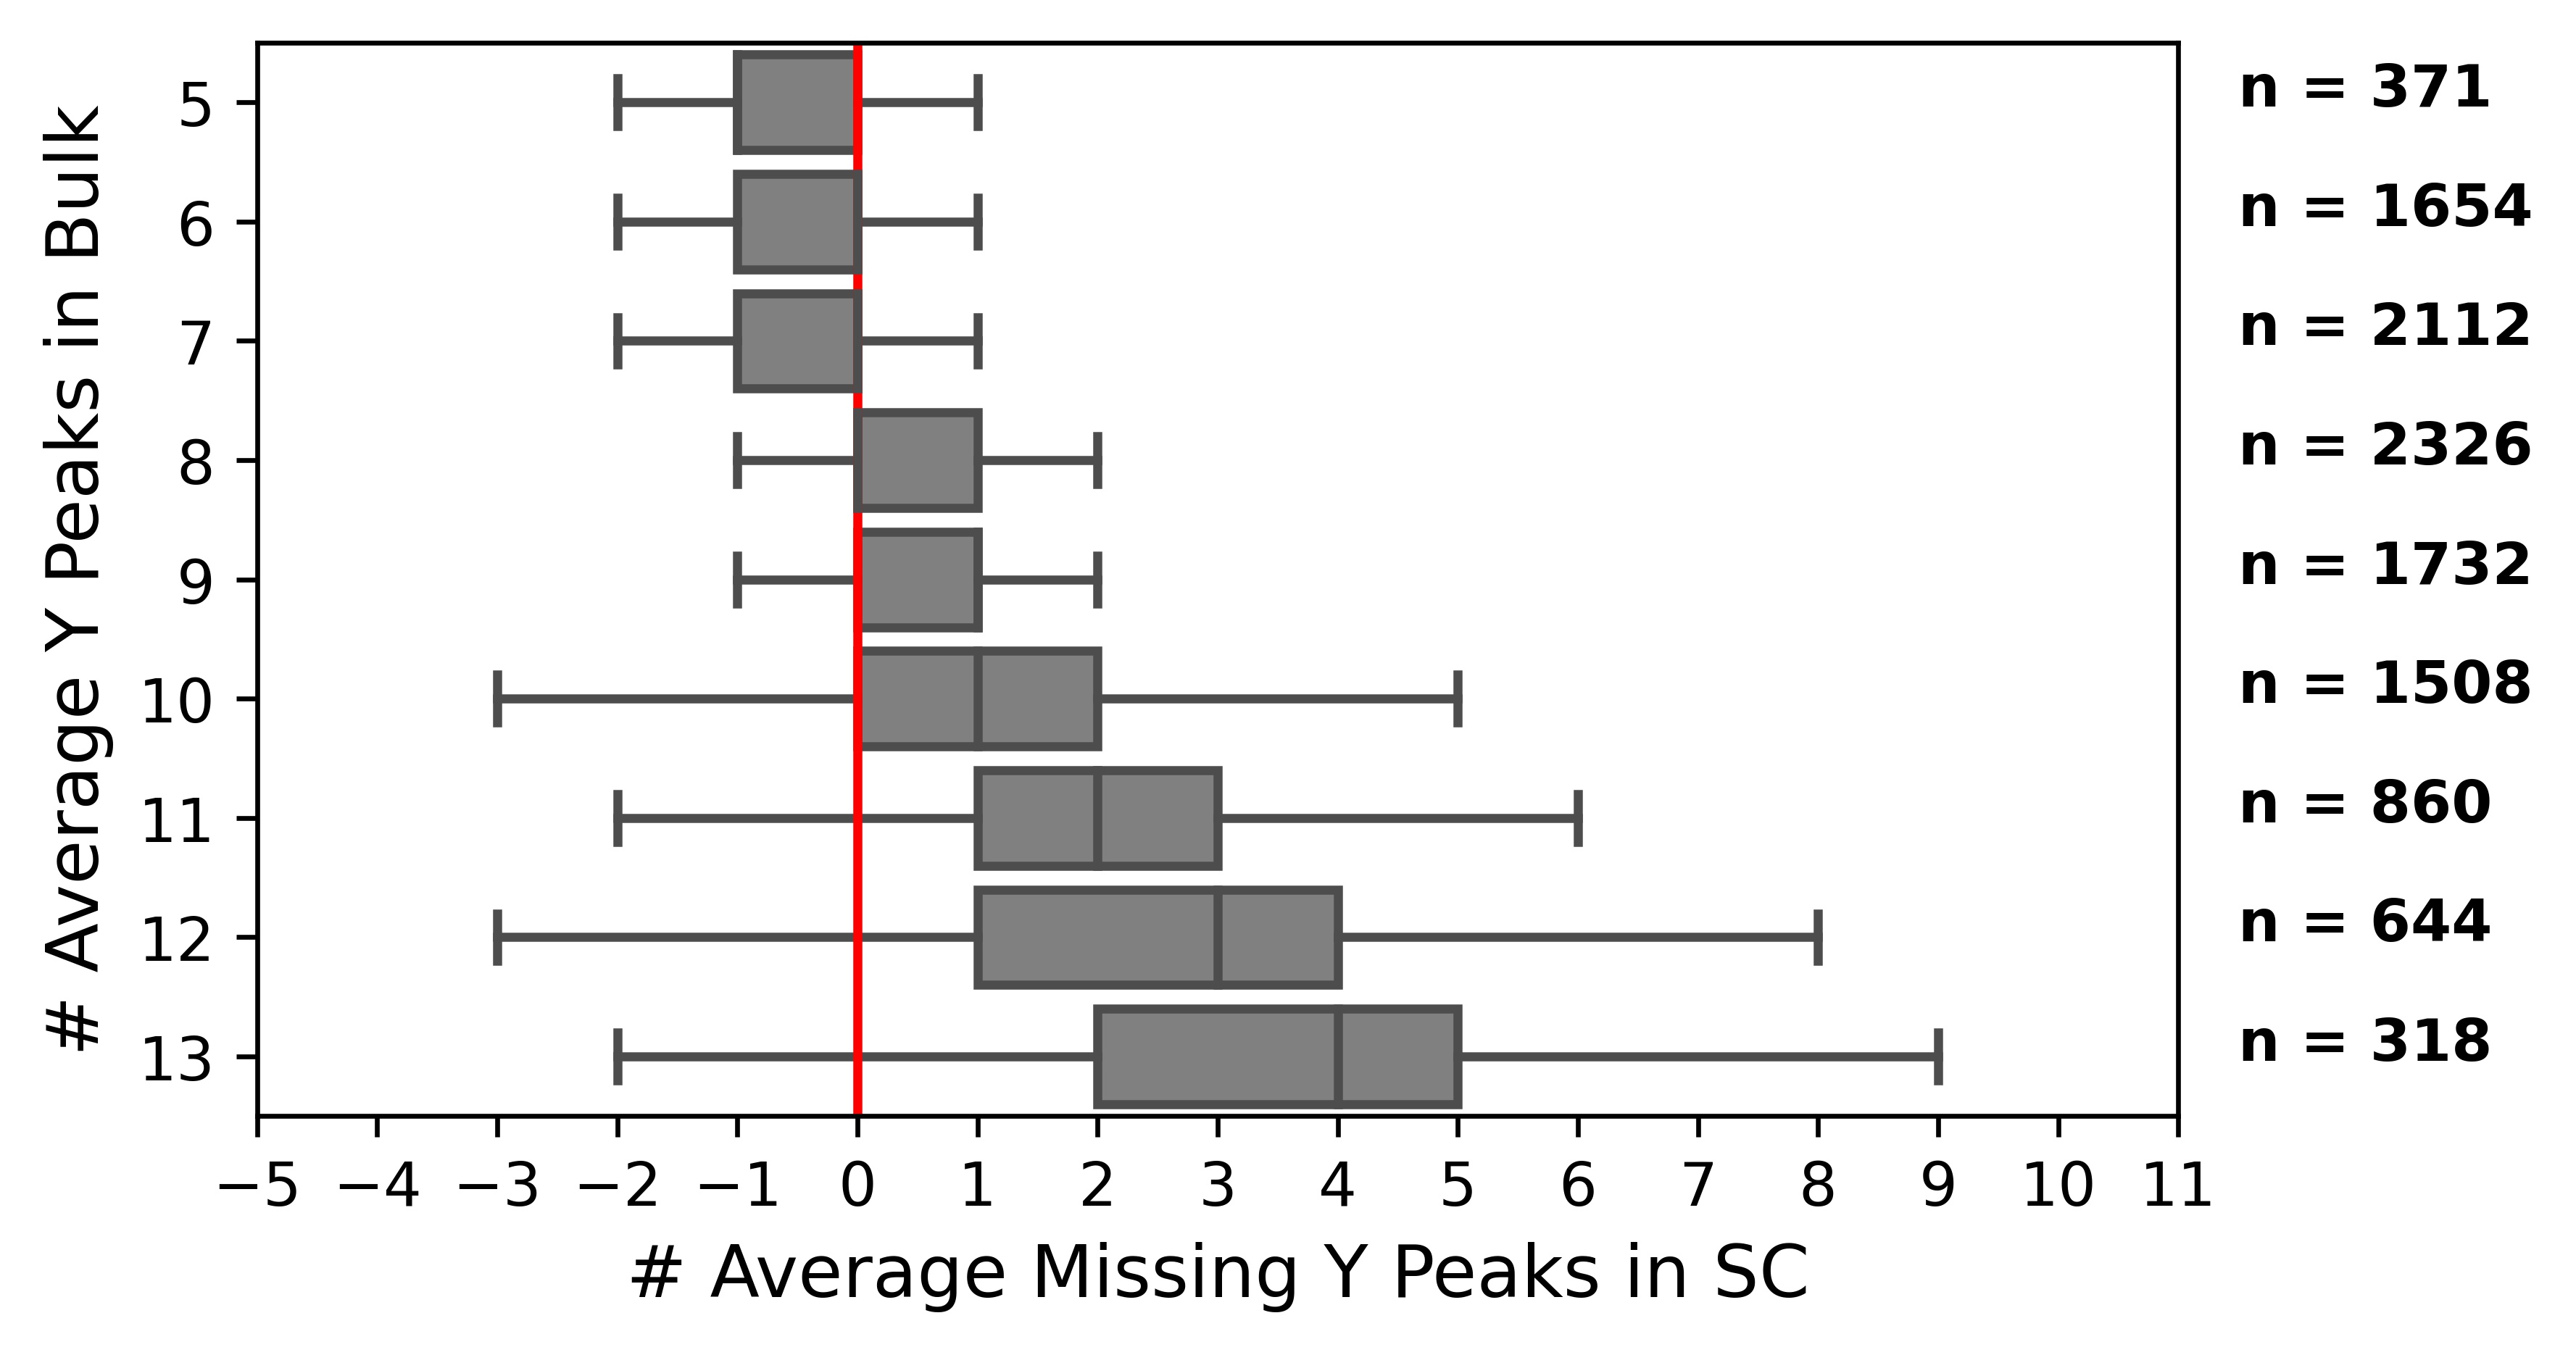 # Average Y Peaks in Bulk
5 n = 371
6 n = 1654
7 n = 2112
8 n = 2326
9 n = 1732
10 n = 1508
11 n = 860
12 n = 644
13 n = 318
−5 −4 −3 −2 −1 0 1 2 3 4 5 6 7 8 9 10 11
# Average Missing Y Peaks in SC